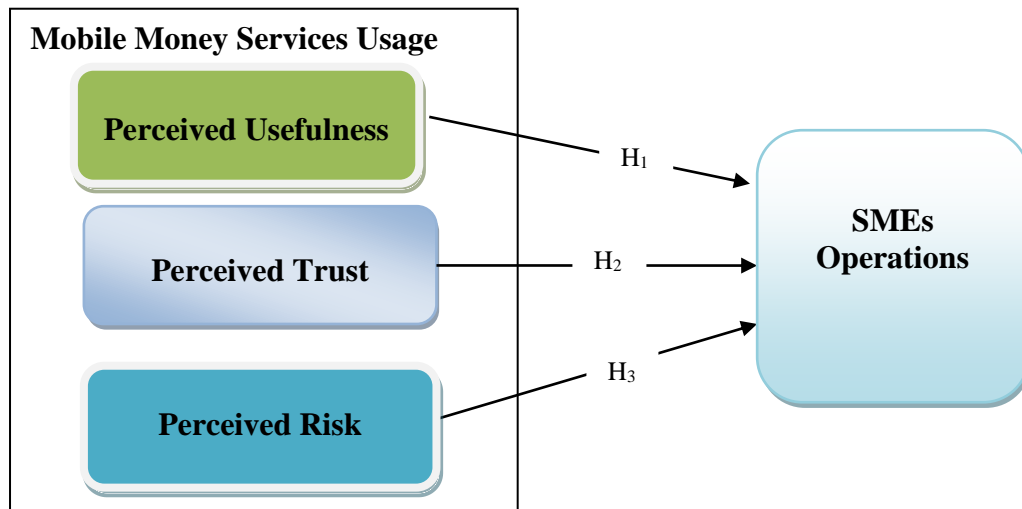 Mobile Money Services Usage
Perceived Usefulness
H₁
Perceived Trust
H₂
SMEs
Operations
Perceived Risk
H₃